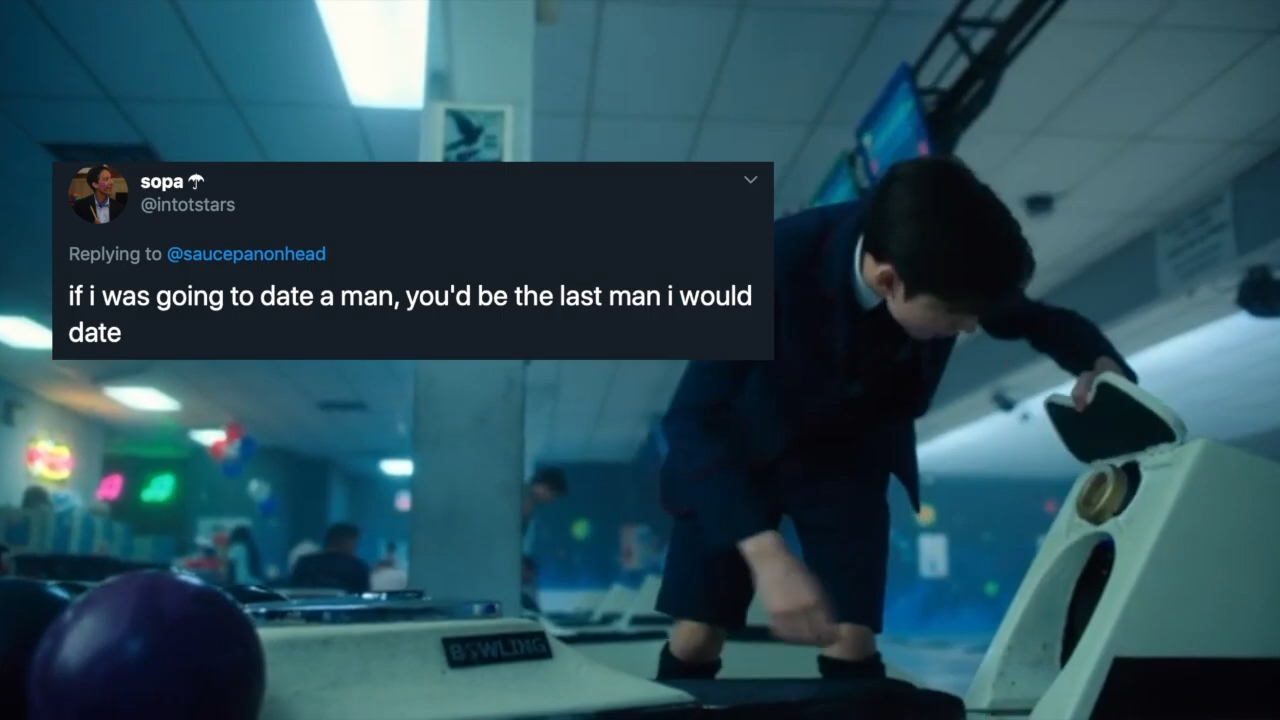 sopa ☂
@intotstars
Replying to @saucepanonhead
if i was going to date a man, you'd be the last man i would
date
BOWLING